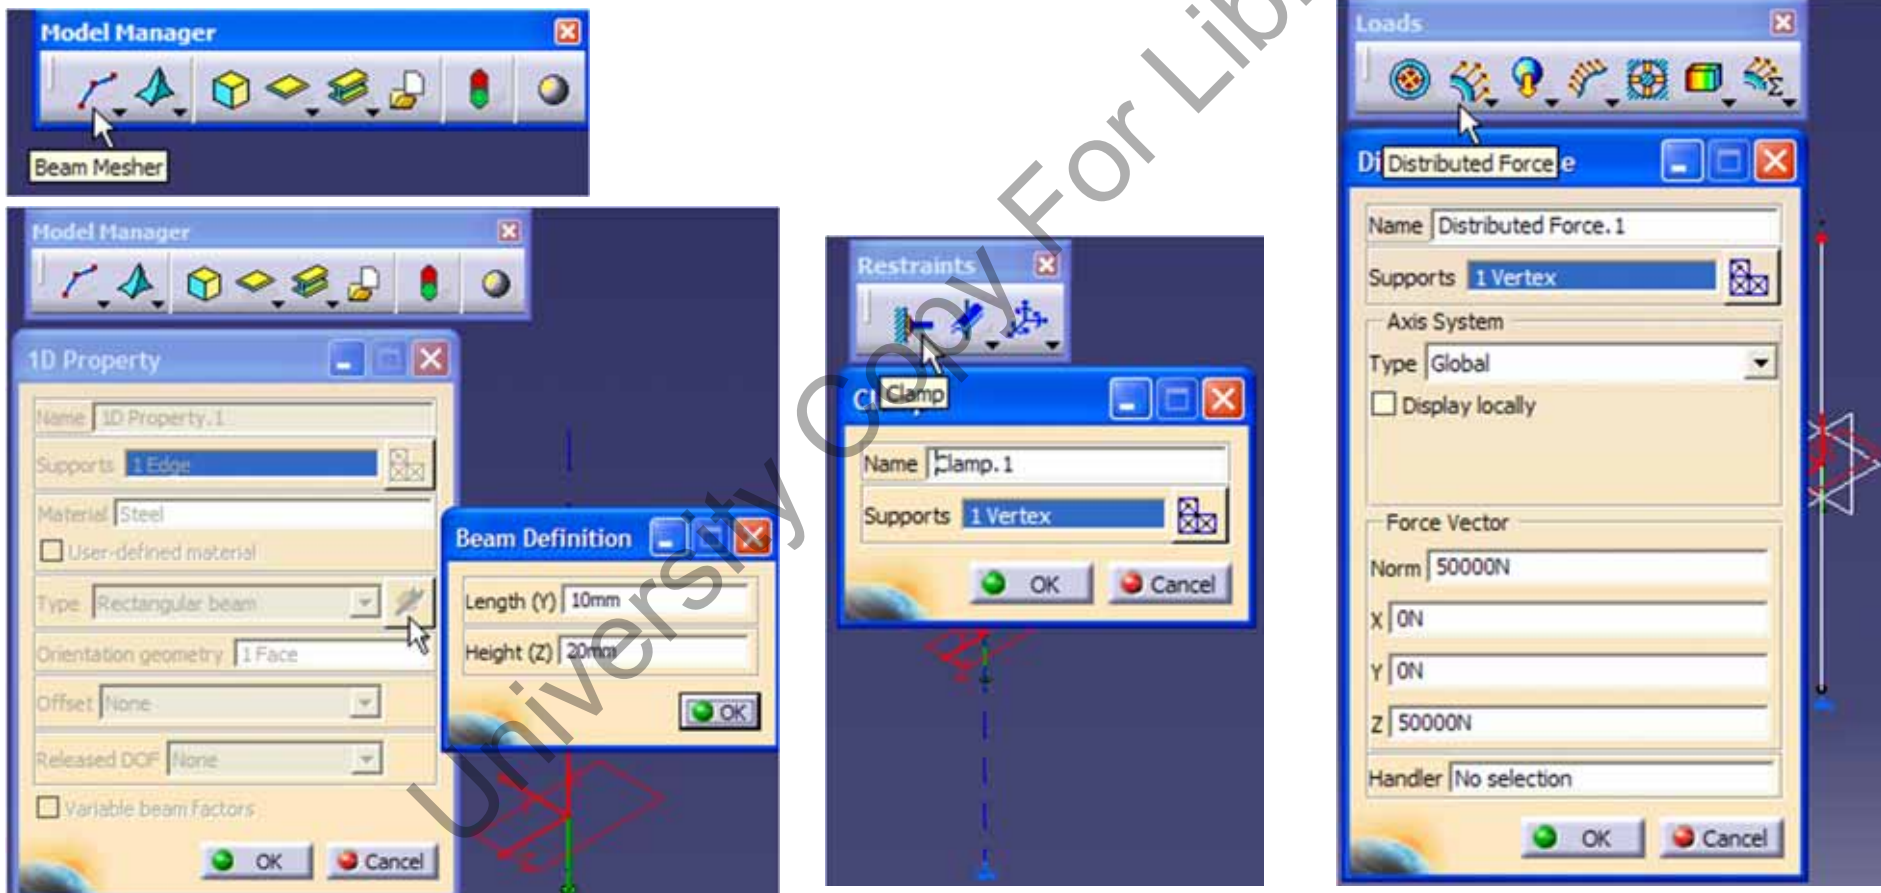 Model Manager
Beam Mesher
Model Manager
1D Property
Name 1D Property.1
Supports 1 Edge
Material Steel
User-defined material
Type Rectangular beam
Orientation geometry 1 Face
Offset None
Released DOF None
Variable beam factors
OK Cancel
Beam Definition
Length (Y) 10mm
Height (Z) 20mm
OK
Restraints
Clamp
Name Clamp.1
Supports 1 Vertex
OK Cancel
Loads
Distributed Force
Name Distributed Force.1
Supports 1 Vertex
Axis System
Type Global
Display locally
Force Vector
Norm 50000N
X 0N
Y 0N
Z 50000N
Handler No selection
OK Cancel
University Copy For Lib